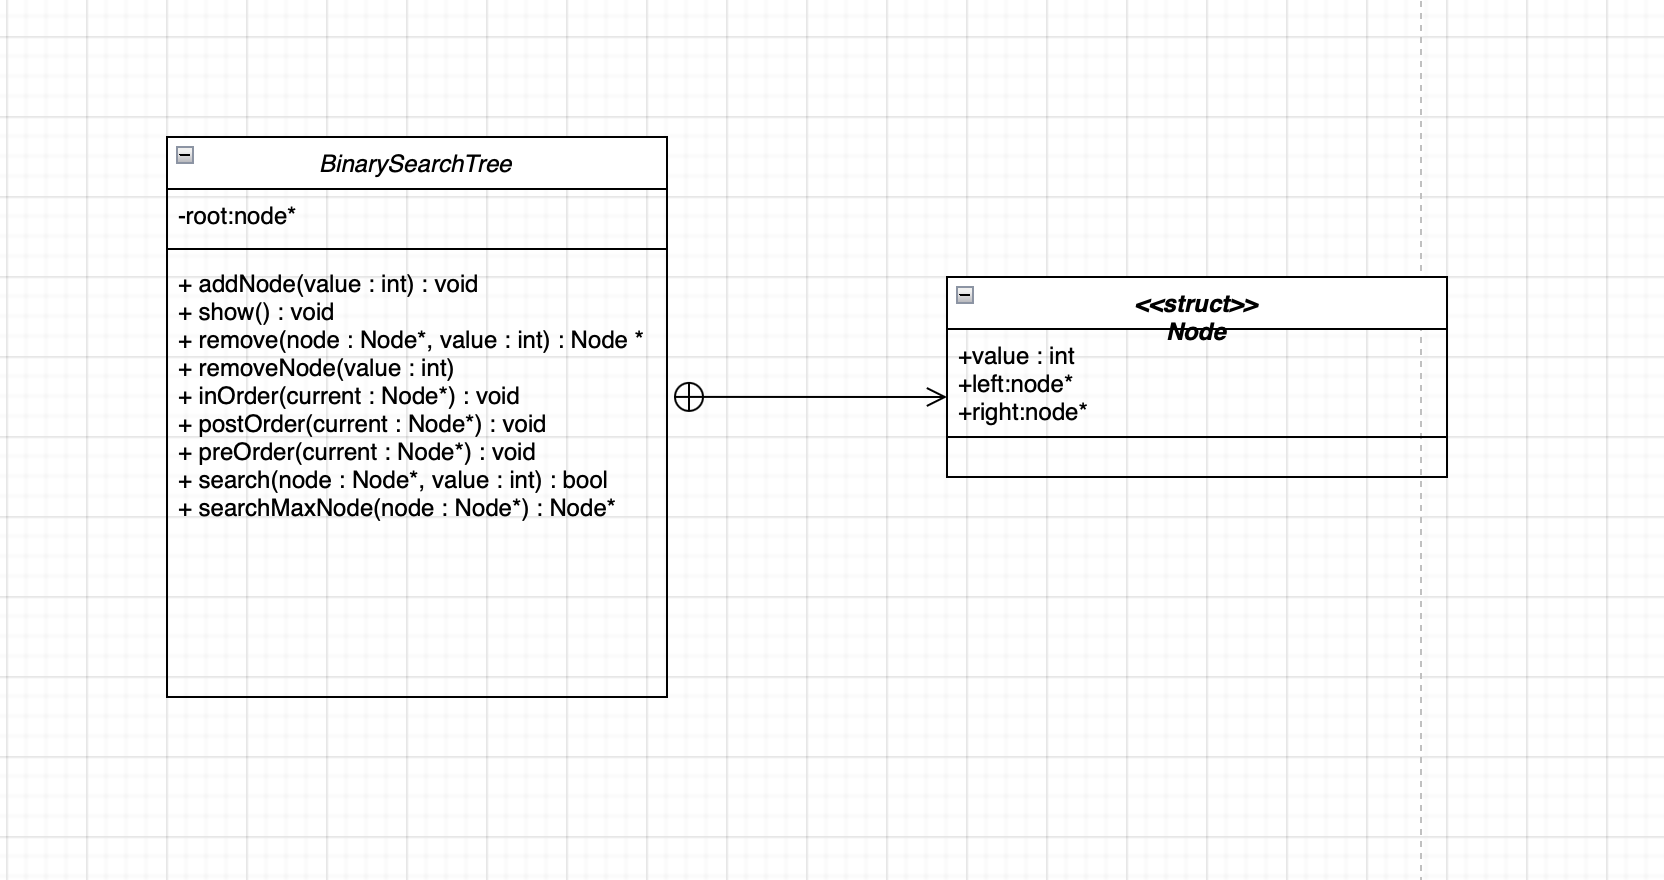 BinarySearchTree
-root:node*
+ addNode(value : int) : void
+ show() : void
+ remove(node : Node*, value : int) : Node *
+ removeNode(value : int)
+ inOrder(current : Node*) : void
+ postOrder(current : Node*) : void
+ preOrder(current : Node*) : void
+ search(node : Node*, value : int) : bool
+ searchMaxNode(node : Node*) : Node*
<<struct>>
Node
+value : int
+left:node*
+right:node*